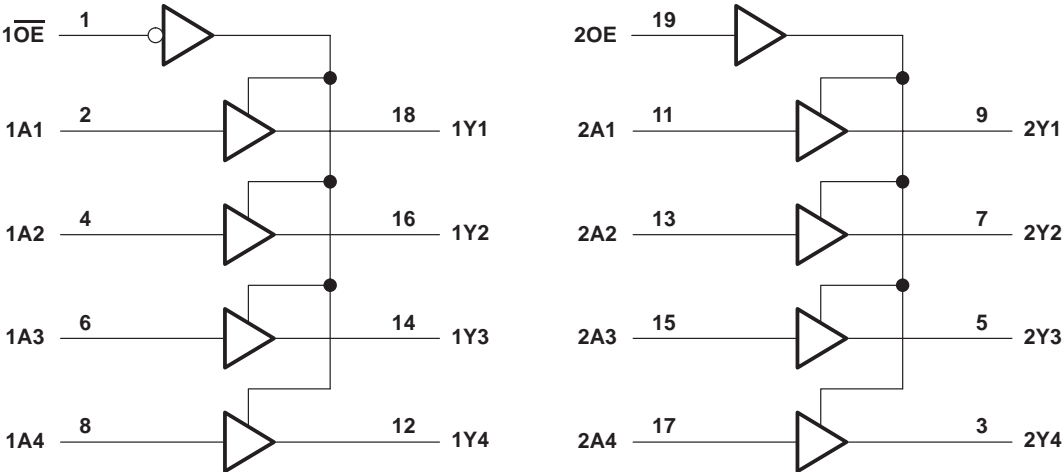 1O̅E̅ 1
1A1 2 18 1Y1
1A2 4 16 1Y2
1A3 6 14 1Y3
1A4 8 12 1Y4
2OE 19
2A1 11 9 2Y1
2A2 13 7 2Y2
2A3 15 5 2Y3
2A4 17 3 2Y4